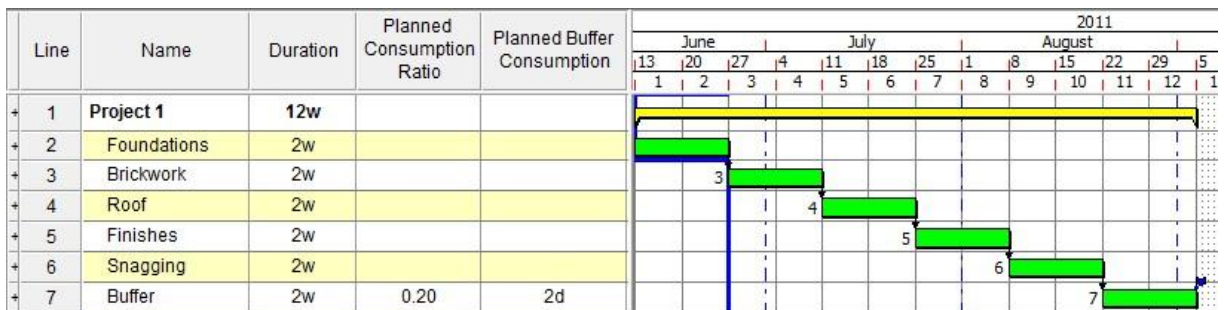 2011
June July August
13 20 27 4 11 18 25 1 8 15 22 29 5
1 2 3 4 5 6 7 8 9 10 11 12 1
Line Name Duration Planned Consumption Ratio Planned Buffer Consumption
1 Project 1 12w
2 Foundations 2w
3 Brickwork 2w 3
4 Roof 2w 4
5 Finishes 2w 5
6 Snagging 2w 6
7 Buffer 2w 0.20 2d 7